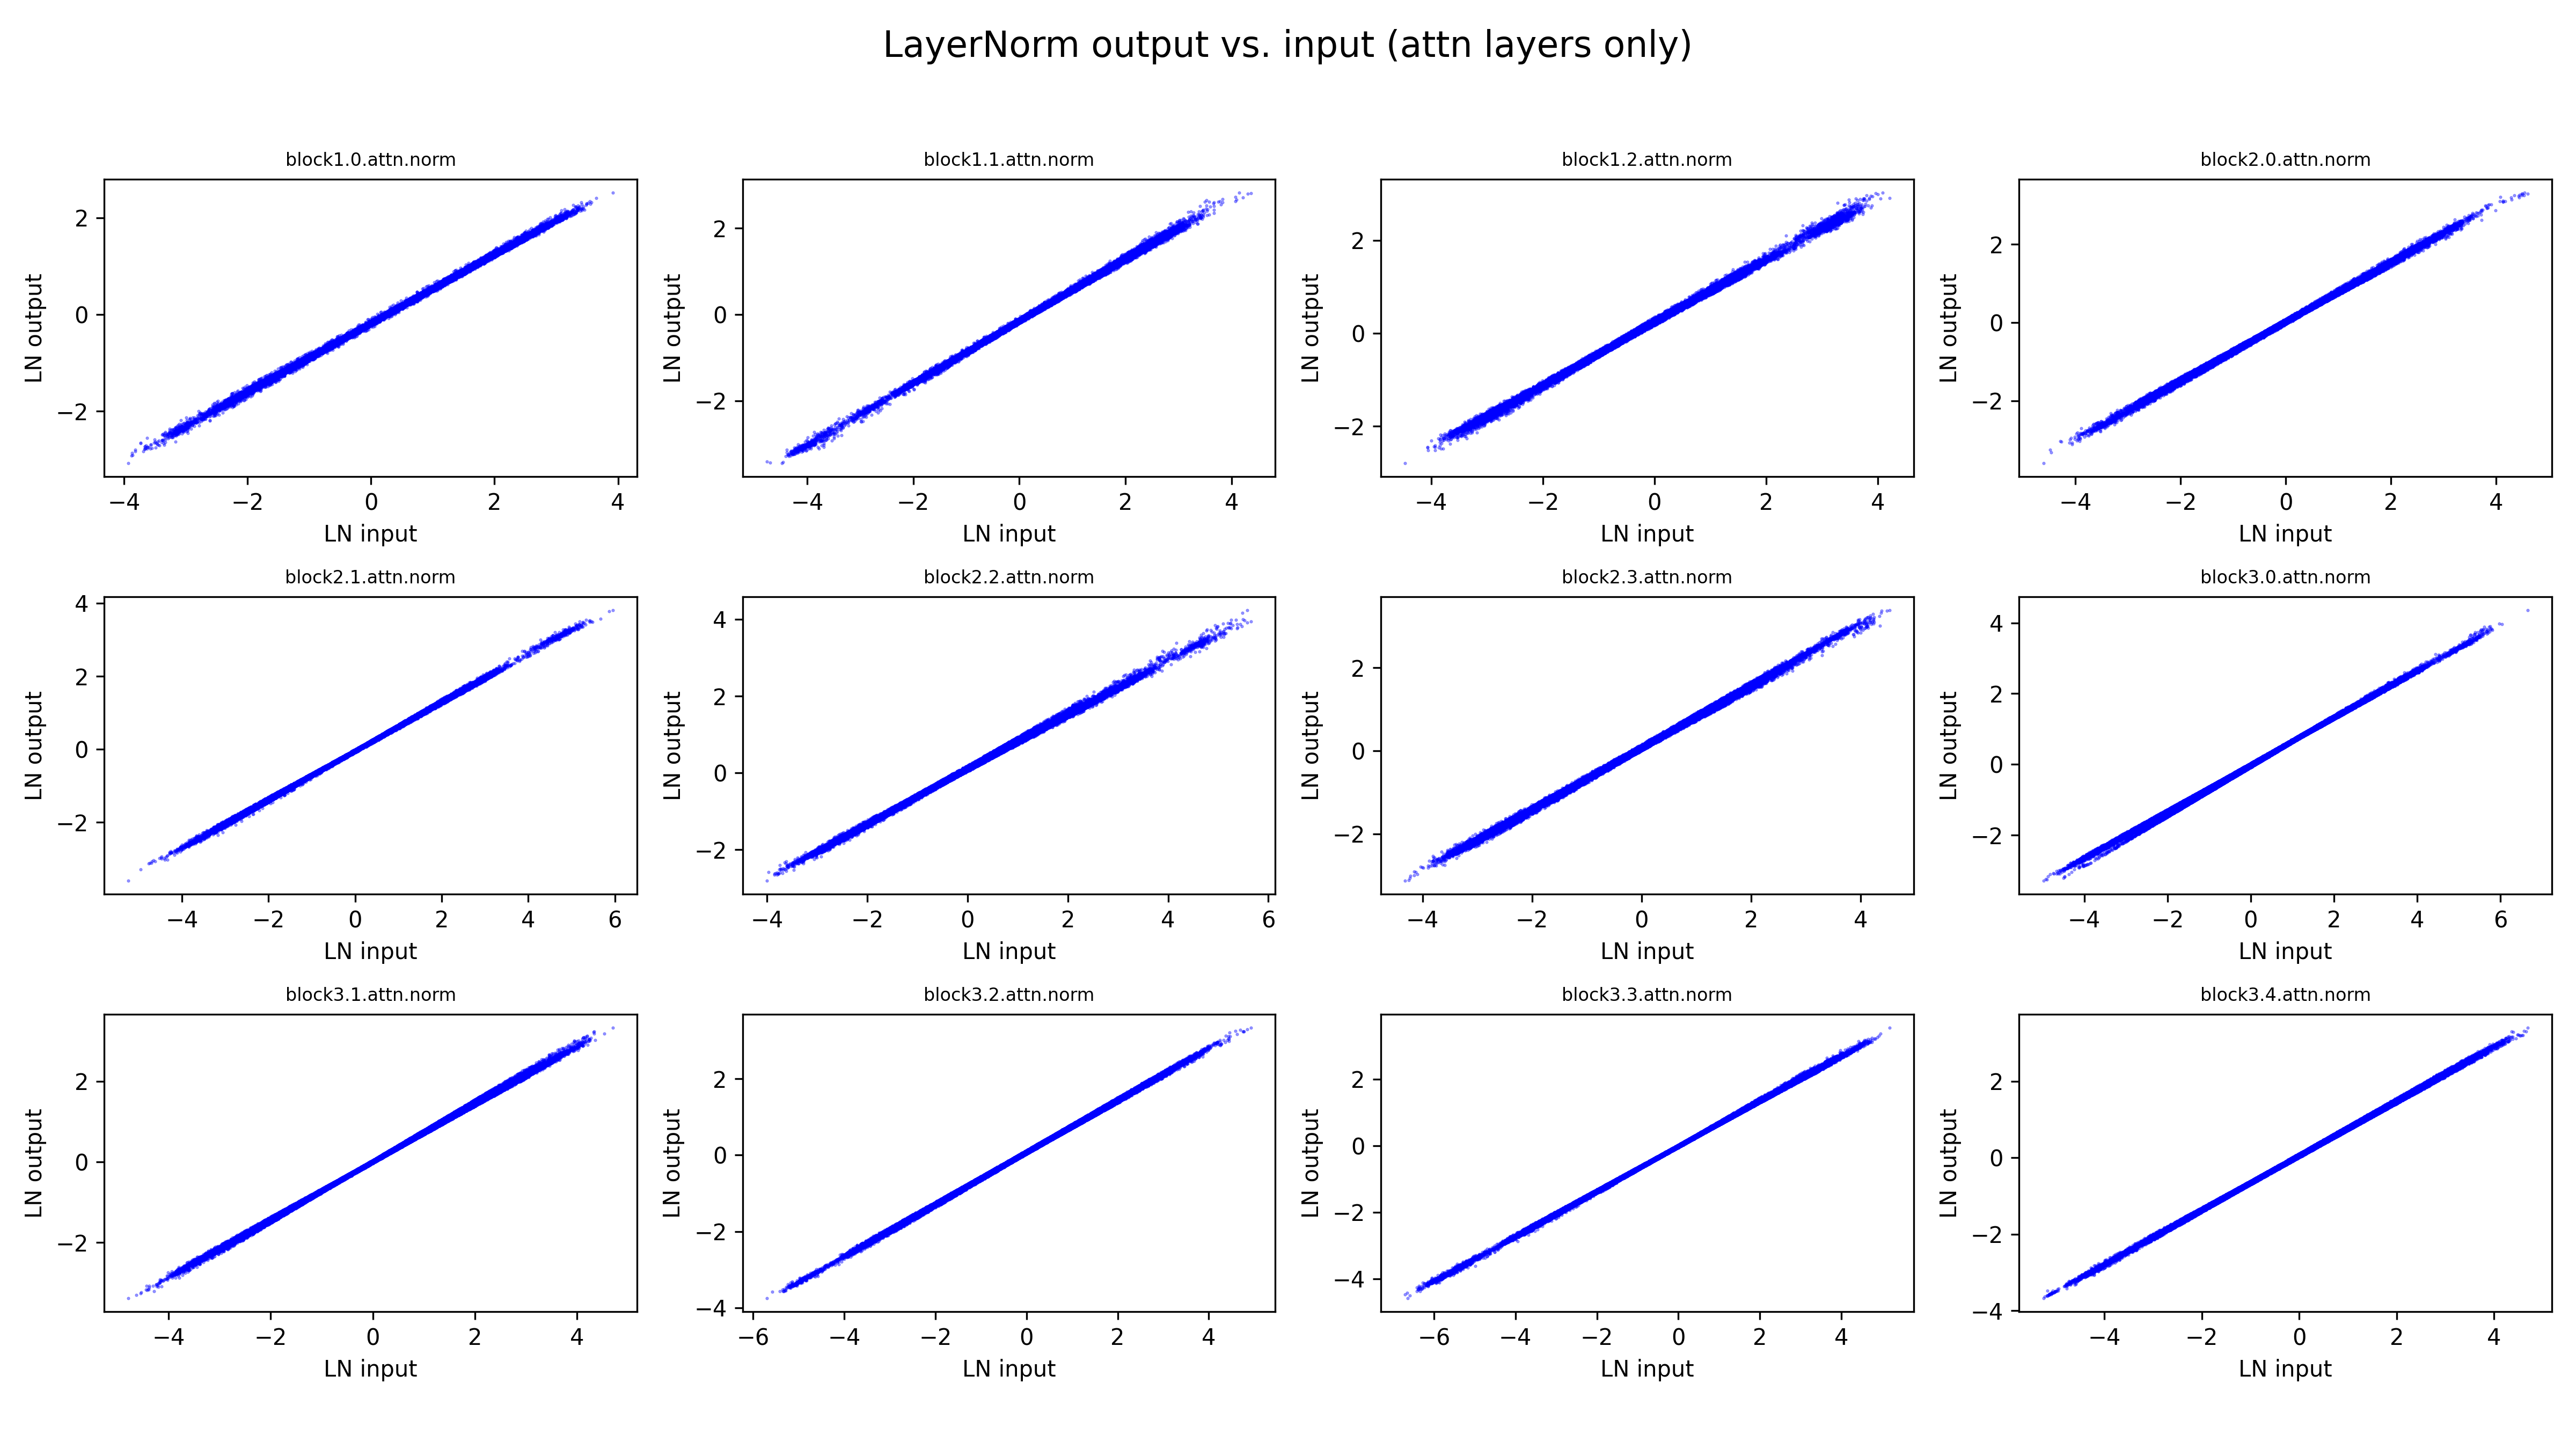 LayerNorm output vs. input (attn layers only)
block1.0.attn.norm
LN output
2
0
−2
−4 −2 0 2 4
LN input
block1.1.attn.norm
LN output
2
0
−2
−4 −2 0 2 4
LN input
block1.2.attn.norm
LN output
2
0
−2
−4 −2 0 2 4
LN input
block2.0.attn.norm
LN output
2
0
−2
−4 −2 0 2 4
LN input
block2.1.attn.norm
LN output
4
2
0
−2
−4 −2 0 2 4 6
LN input
block2.2.attn.norm
LN output
4
2
0
−2
−4 −2 0 2 4 6
LN input
block2.3.attn.norm
LN output
2
0
−2
−4 −2 0 2 4
LN input
block3.0.attn.norm
LN output
4
2
0
−2
−4 −2 0 2 4 6
LN input
block3.1.attn.norm
LN output
2
0
−2
−4 −2 0 2 4
LN input
block3.2.attn.norm
LN output
2
0
−2
−4
−6 −4 −2 0 2 4
LN input
block3.3.attn.norm
LN output
2
0
−2
−4
−6 −4 −2 0 2 4
LN input
block3.4.attn.norm
LN output
2
0
−2
−4
−4 −2 0 2 4
LN input